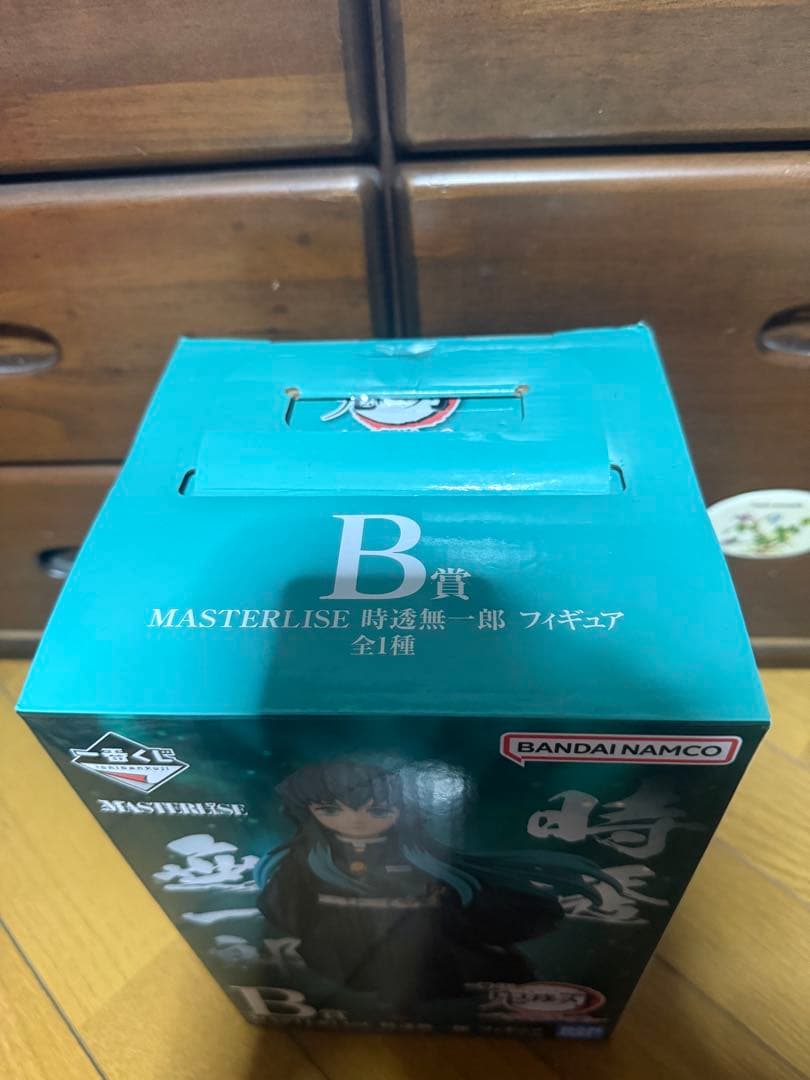 B賞
MASTERLISE 時透無一郎 フィギュア
全1種
一番くじ
BANDAI NAMCO
MASTERLISE
時透
無一郎
B賞